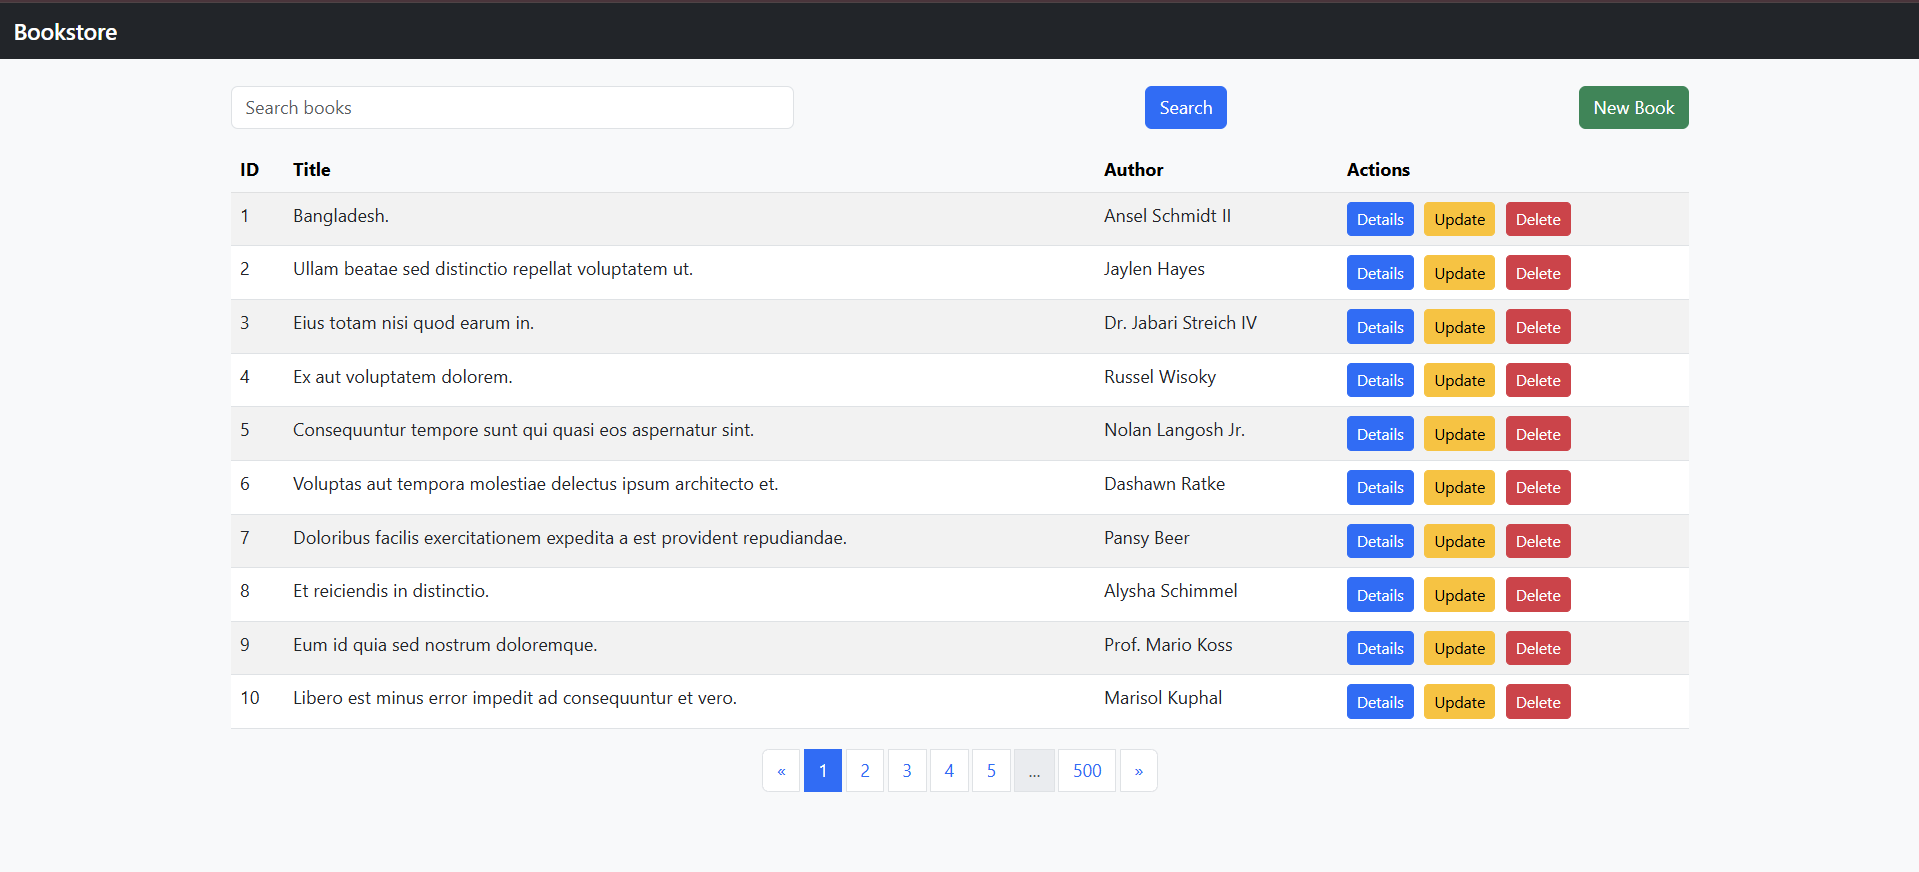 Bookstore
Search books Search New Book
ID Title Author Actions
1 Bangladesh. Ansel Schmidt II Details Update Delete
2 Ullam beatae sed distinctio repellat voluptatem ut. Jaylen Hayes Details Update Delete
3 Eius totam nisi quod earum in. Dr. Jabari Streich IV Details Update Delete
4 Ex aut voluptatem dolorem. Russel Wisoky Details Update Delete
5 Consequuntur tempore sunt qui quasi eos aspernatur sint. Nolan Langosh Jr. Details Update Delete
6 Voluptas aut tempora molestiae delectus ipsum architecto et. Dashawn Ratke Details Update Delete
7 Doloribus facilis exercitationem expedita a est provident repudiandae. Pansy Beer Details Update Delete
8 Et reiciendis in distinctio. Alysha Schimmel Details Update Delete
9 Eum id quia sed nostrum doloremque. Prof. Mario Koss Details Update Delete
10 Libero est minus error impedit ad consequuntur et vero. Marisol Kuphal Details Update Delete
« 1 2 3 4 5 ... 500 »